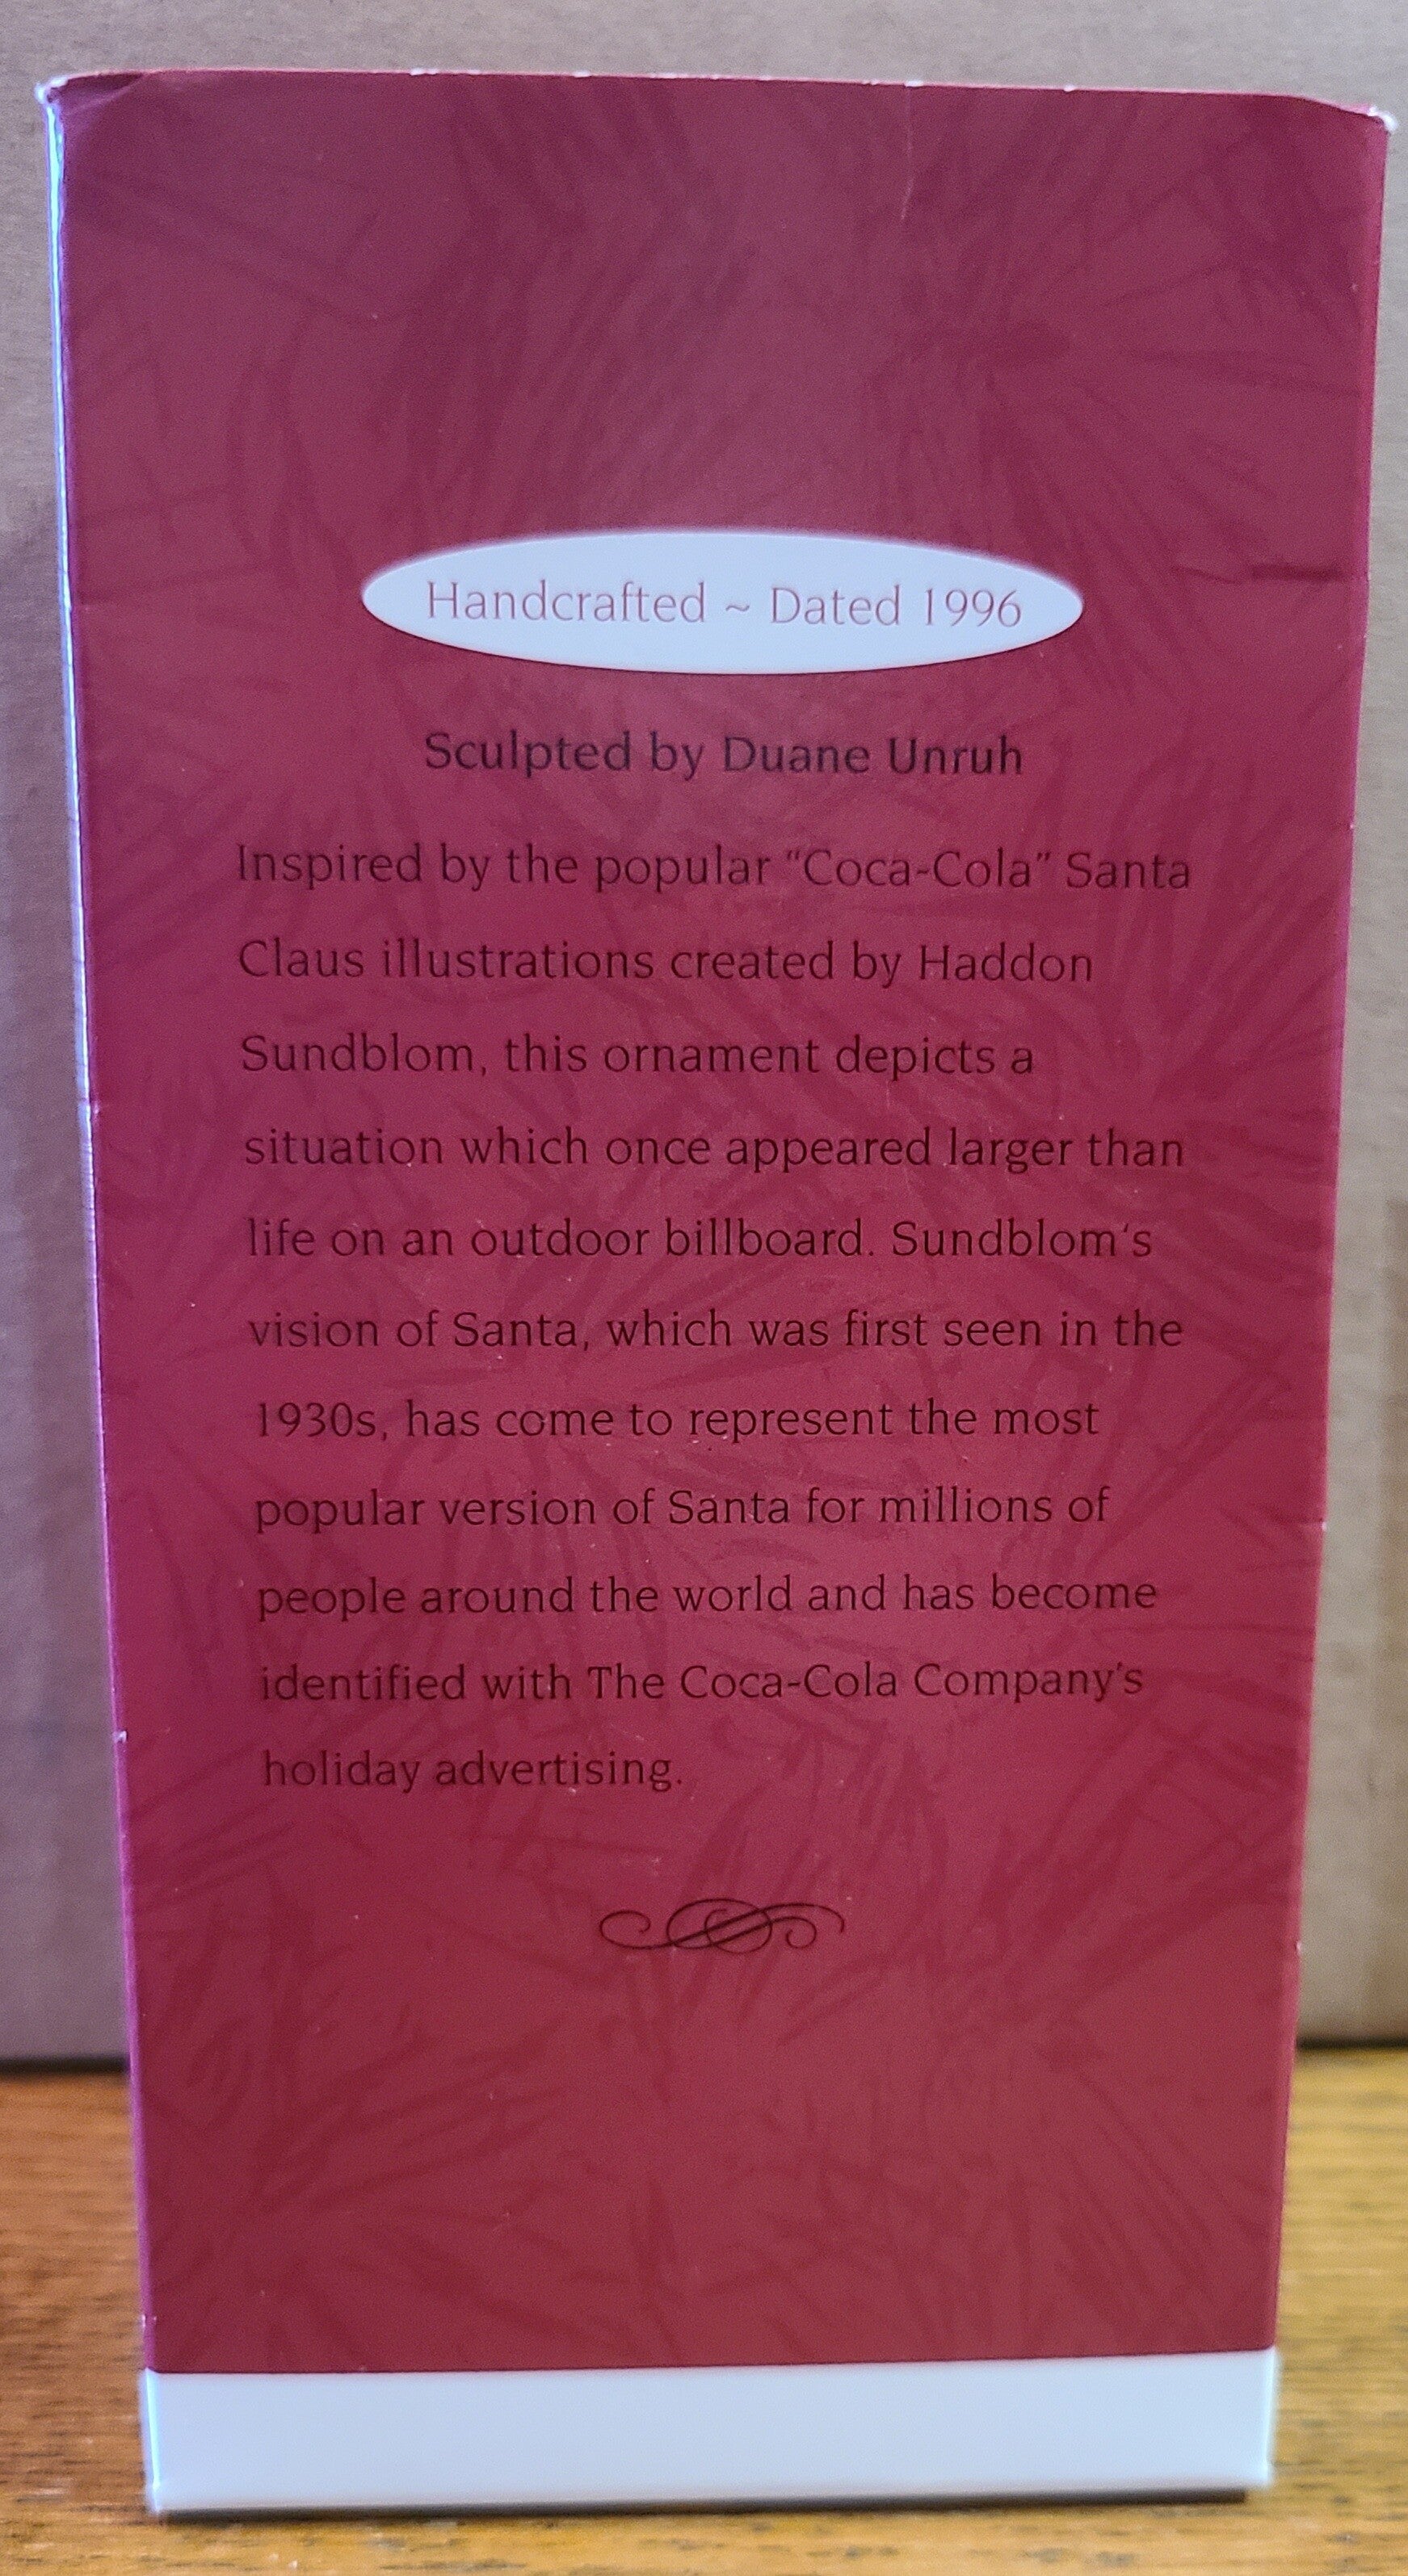 Handcrafted ~ Dated 1996
Sculpted by Duane Unruh
Inspired by the popular "Coca-Cola" Santa
Claus illustrations created by Haddon
Sundblom, this ornament depicts a
situation which once appeared larger than
life on an outdoor billboard. Sundblom's
vision of Santa, which was first seen in the
1930s, has come to represent the most
popular version of Santa for millions of
people around the world and has become
identified with The Coca-Cola Company's
holiday advertising.